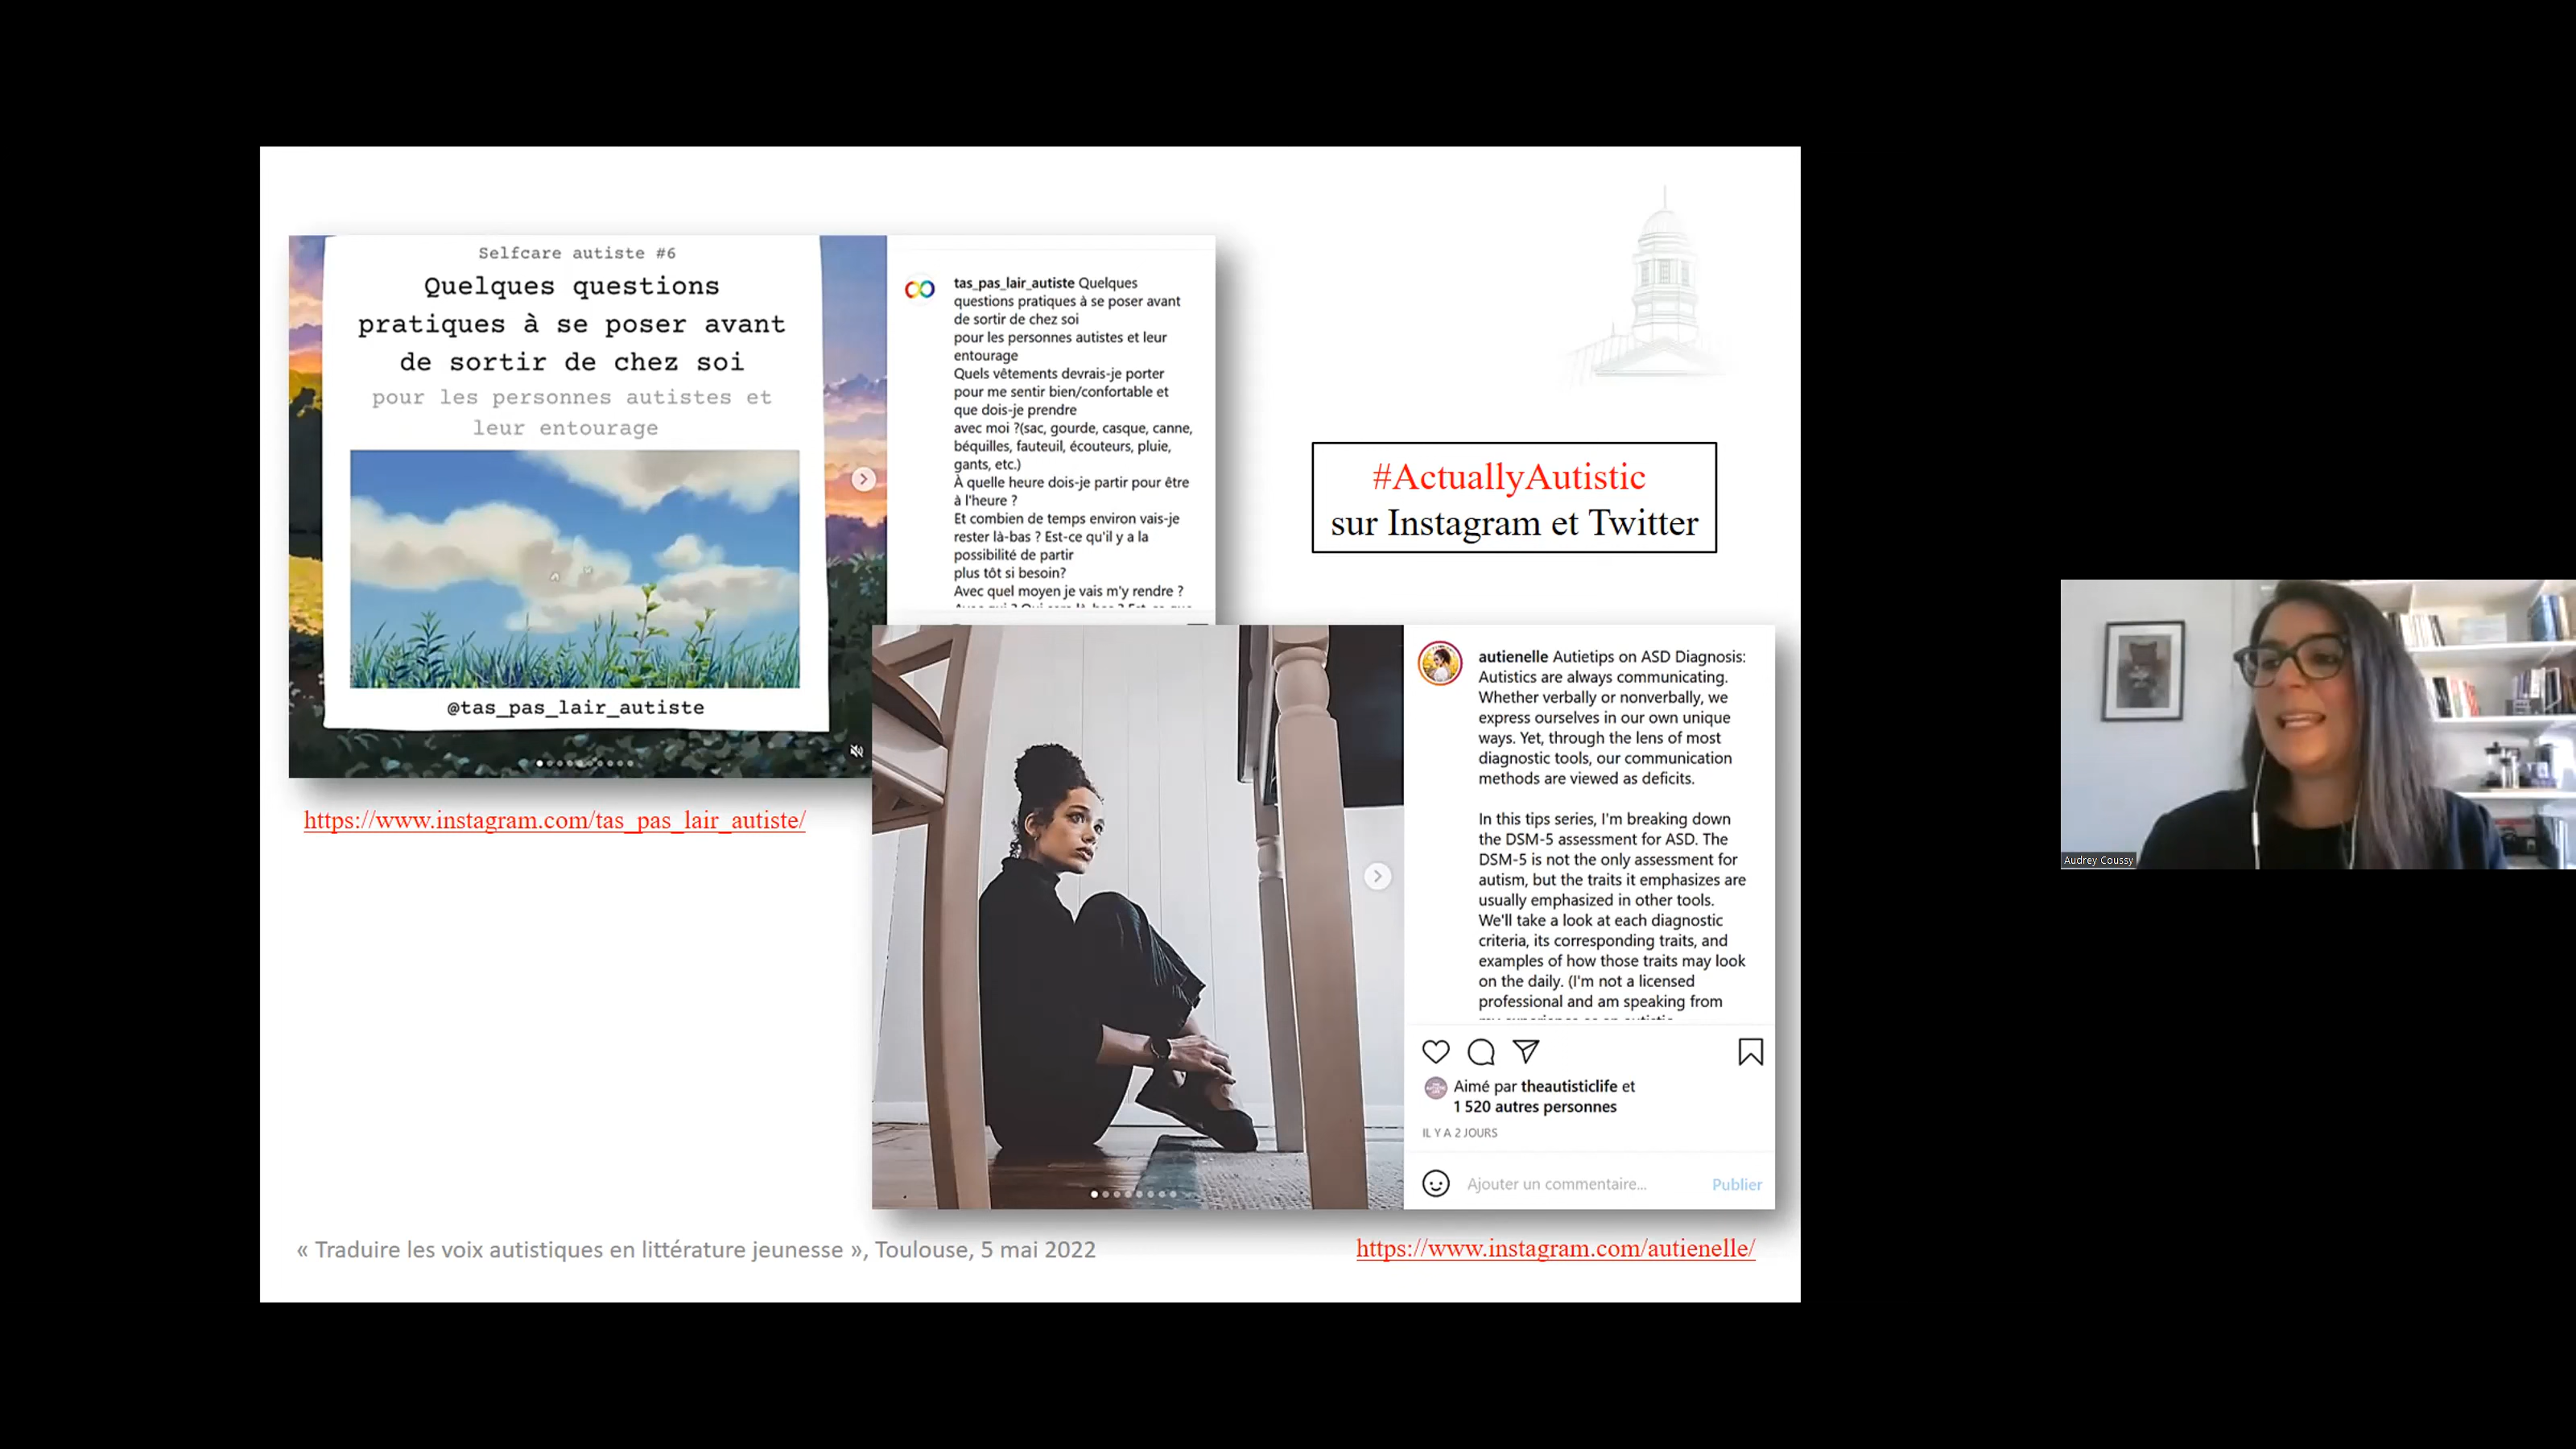 Selfcare autiste #6
Quelques questions
pratiques à se poser avant
de sortir de chez soi
pour les personnes autistes et
leur entourage
@tas_pas_lair_autiste
tas_pas_lair_autiste Quelques
questions pratiques à se poser avant
de sortir de chez soi
pour les personnes autistes et leur
entourage
Quels vêtements devrais-je porter
pour me sentir bien/confortable et
que dois-je prendre
avec moi ?(sac, gourde, casque, canne,
béquilles, fauteuil, écouteurs, pluie,
gants, etc.)
À quelle heure dois-je partir pour être
à l'heure ?
Et combien de temps environ vais-je
rester là-bas ? Est-ce qu'il y a la
possibilité de partir
plus tôt si besoin?
Avec quel moyen je vais m'y rendre ?
https://www.instagram.com/tas_pas_lair_autiste/
#ActuallyAutistic
sur Instagram et Twitter
autienelle Autietips on ASD Diagnosis:
Autistics are always communicating.
Whether verbally or nonverbally, we
express ourselves in our own unique
ways. Yet, through the lens of most
diagnostic tools, our communication
methods are viewed as deficits.
In this tips series, I'm breaking down
the DSM-5 assessment for ASD. The
DSM-5 is not the only assessment for
autism, but the traits it emphasizes are
usually emphasized in other tools.
We'll take a look at each diagnostic
criteria, its corresponding traits, and
examples of how those traits may look
on the daily. (I'm not a licensed
professional and am speaking from
Aimé par theautisticlife et
1 520 autres personnes
IL Y A 2 JOURS
Ajouter un commentaire... Publier
https://www.instagram.com/autienelle/
« Traduire les voix autistiques en littérature jeunesse », Toulouse, 5 mai 2022
Audrey Coussy